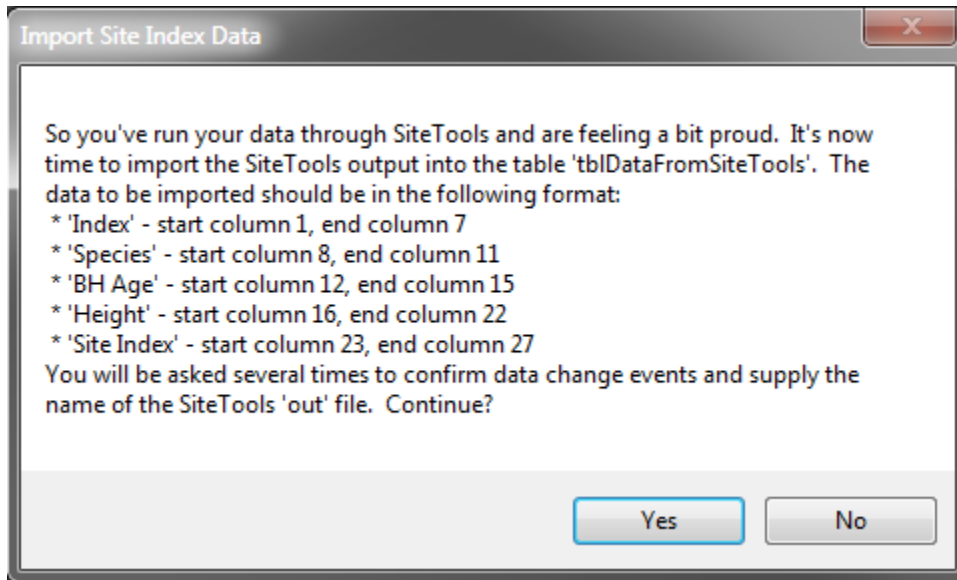 Import Site Index Data
So you've run your data through SiteTools and are feeling a bit proud.  It's now
time to import the SiteTools output into the table 'tblDataFromSiteTools'.  The
data to be imported should be in the following format:
* 'Index' - start column 1, end column 7
* 'Species' - start column 8, end column 11
* 'BH Age' - start column 12, end column 15
* 'Height' - start column 16, end column 22
* 'Site Index' - start column 23, end column 27
You will be asked several times to confirm data change events and supply the
name of the SiteTools 'out' file.  Continue?
Yes
No